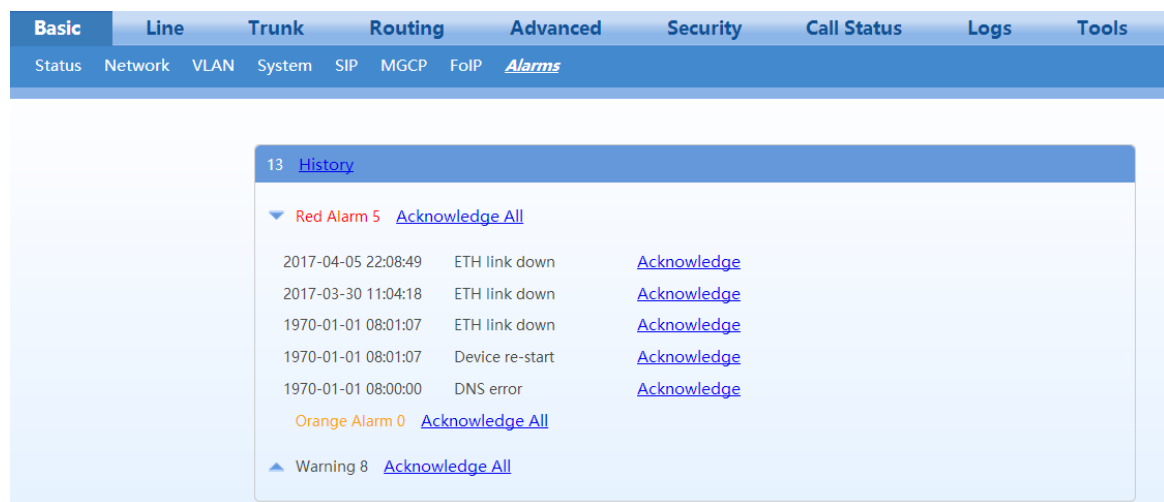 Basic Line Trunk Routing Advanced Security Call Status Logs Tools
Status Network VLAN System SIP MGCP FoIP Alarms
13 History
Red Alarm 5 Acknowledge All
2017-04-05 22:08:49 ETH link down Acknowledge
2017-03-30 11:04:18 ETH link down Acknowledge
1970-01-01 08:01:07 ETH link down Acknowledge
1970-01-01 08:01:07 Device re-start Acknowledge
1970-01-01 08:00:00 DNS error Acknowledge
Orange Alarm 0 Acknowledge All
Warning 8 Acknowledge All